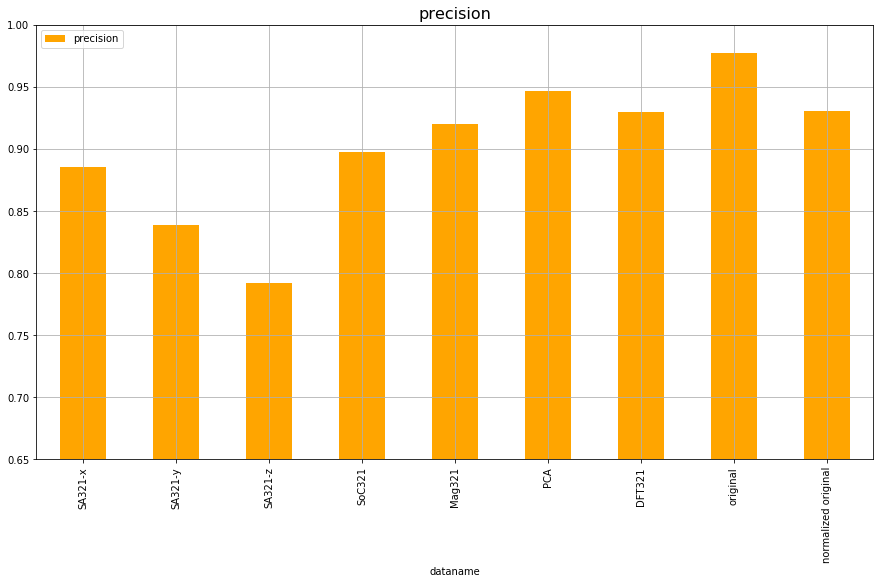 precision
precision
1.00
0.95
0.90
0.85
0.80
0.75
0.70
0.65
SA321-x
SA321-y
SA321-z
SoC321
Mag321
PCA
DFT321
original
normalized original
dataname